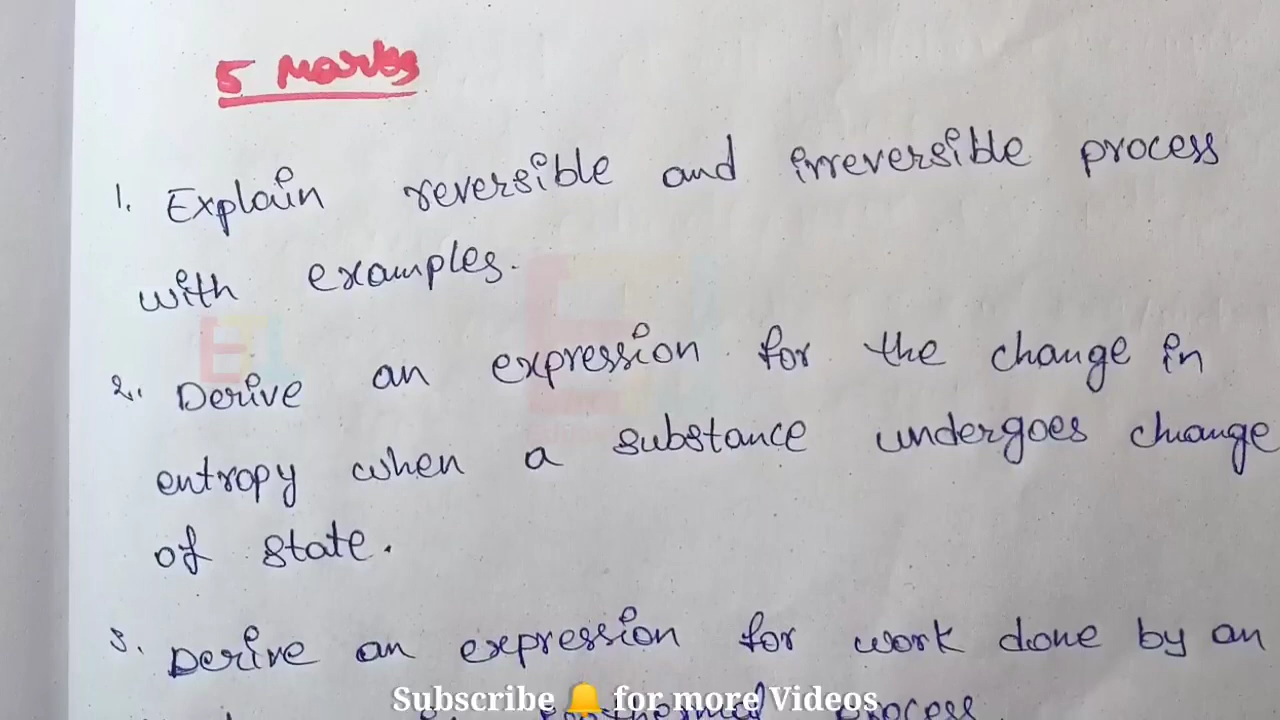 5 Marks
1. Explain reversible and irreversible process
with examples.
2. Derive an expression for the change in
entropy when a substance undergoes change
of state.
3. Derive an expression for work done by an
process
Subscribe 🔔 for more Videos